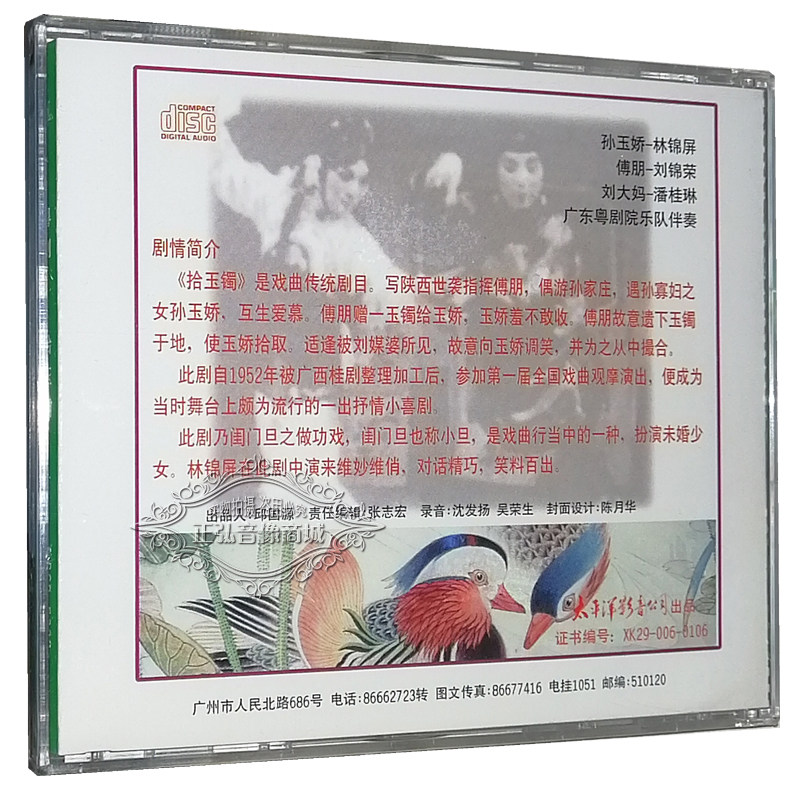 COMPACT
disc
DIGITAL AUDIO
孙玉娇-林锦屏
傅朋-刘锦荣
刘大妈-潘桂琳
广东粤剧院乐队伴奏
剧情简介
《拾玉镯》是戏曲传统剧目。写陕西世袭指挥傅朋，偶游孙家庄，遇孙寡妇之
女孙玉娇，互生爱慕。傅朋赠一玉镯给玉娇，玉娇羞不敢收。傅朋故意遗下玉镯
于地，使玉娇拾取。适逢被刘媒婆所见，故意向玉娇调笑，并为之从中撮合。
此剧自1952年被广西桂剧整理加工后，参加第一届全国戏曲观摩演出，便成为
当时舞台上颇为流行的一出抒情小喜剧。
此剧乃闺门旦之做功戏，闺门旦也称小旦，是戏曲行当中的一种，扮演未婚少
女。林锦屏在此剧中演来维妙维俏，对话精巧，笑料百出。
出品人:邱国源 责任编辑:张志宏 录音:沈发扬 吴荣生 封面设计:陈月华
正弘音像商城
太平洋影音公司出品
证书编号: XK29-006-0106
广州市人民北路686号 电话:86662723转 图文传真:86677416 电挂1051 邮编:510120